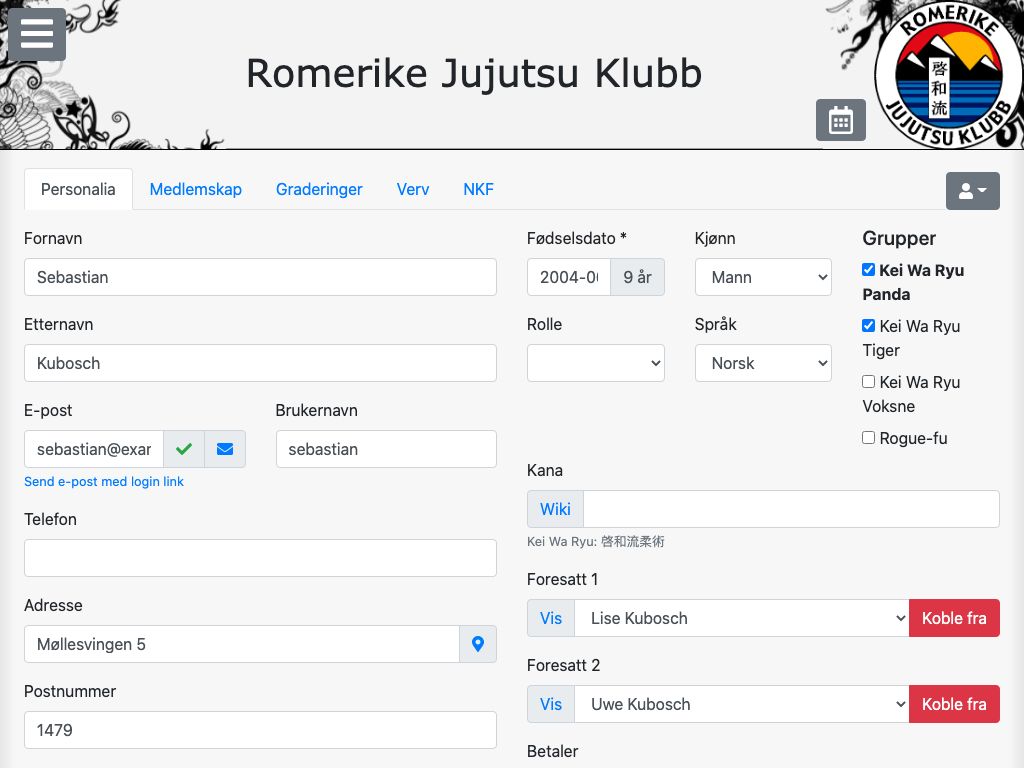 Romerike Jujutsu Klubb
ROMERIKE
啓和流
JUJUTSU KLUBB
Personalia
Medlemskap
Graderinger
Verv
NKF
Fornavn
Sebastian
Etternavn
Kubosch
E-post
sebastian@exar
Send e-post med login link
Brukernavn
sebastian
Telefon
Adresse
Møllesvingen 5
Postnummer
1479
Fødselsdato *
2004-0
9 år
Kjønn
Mann
Rolle
Språk
Norsk
Grupper
Kei Wa Ryu
Panda
Kei Wa Ryu
Tiger
Kei Wa Ryu
Voksne
Rogue-fu
Kana
Wiki
Kei Wa Ryu: 啓和流柔術
Foresatt 1
Vis
Lise Kubosch
Koble fra
Foresatt 2
Vis
Uwe Kubosch
Koble fra
Betaler